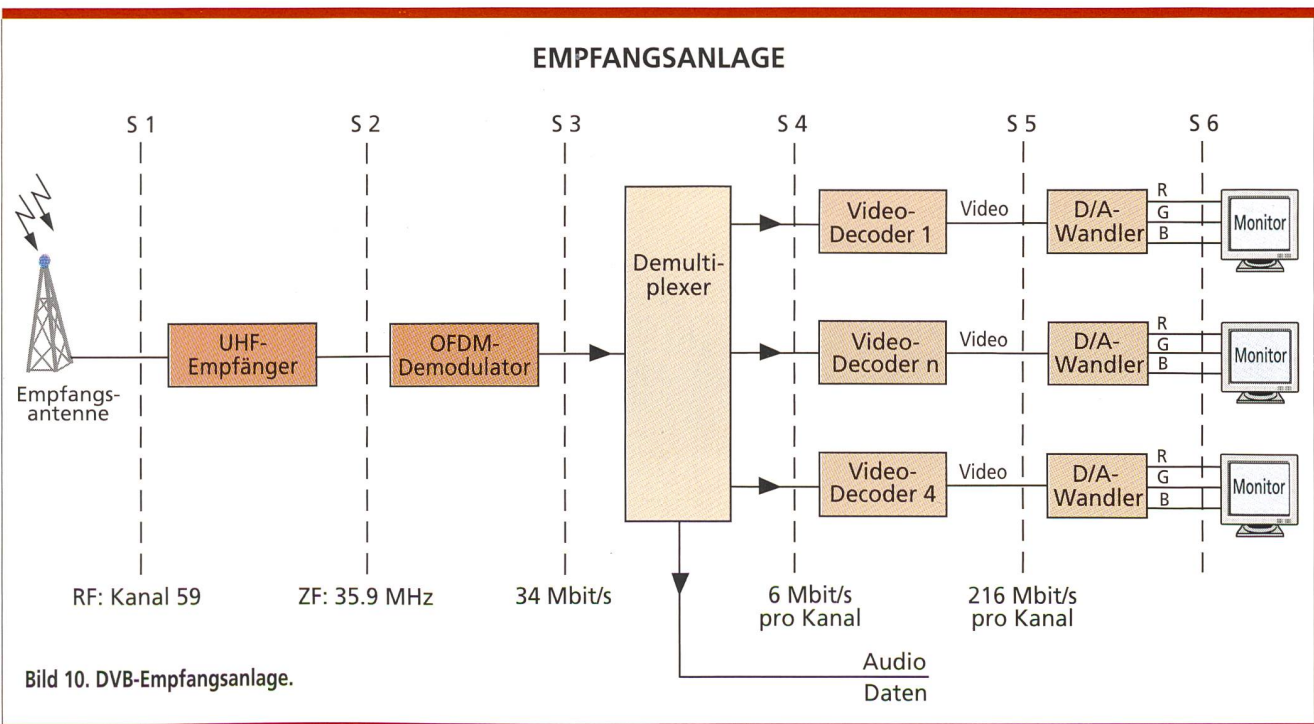 EMPFANGSANLAGE
S 1
S 2
S 3
S 4
S 5
S 6
Empfangs-
antenne
UHF-
Empfänger
OFDM-
Demodulator
Demulti-
plexer
Video-
Decoder 1
Video
D/A-
Wandler
R
G
B
Monitor
Video-
Decoder n
Video
D/A-
Wandler
R
G
B
Monitor
Video-
Decoder 4
Video
D/A-
Wandler
R
G
B
Monitor
RF: Kanal 59
ZF: 35.9 MHz
34 Mbit/s
6 Mbit/s
pro Kanal
216 Mbit/s
pro Kanal
Audio
Daten
Bild 10. DVB-Empfangsanlage.